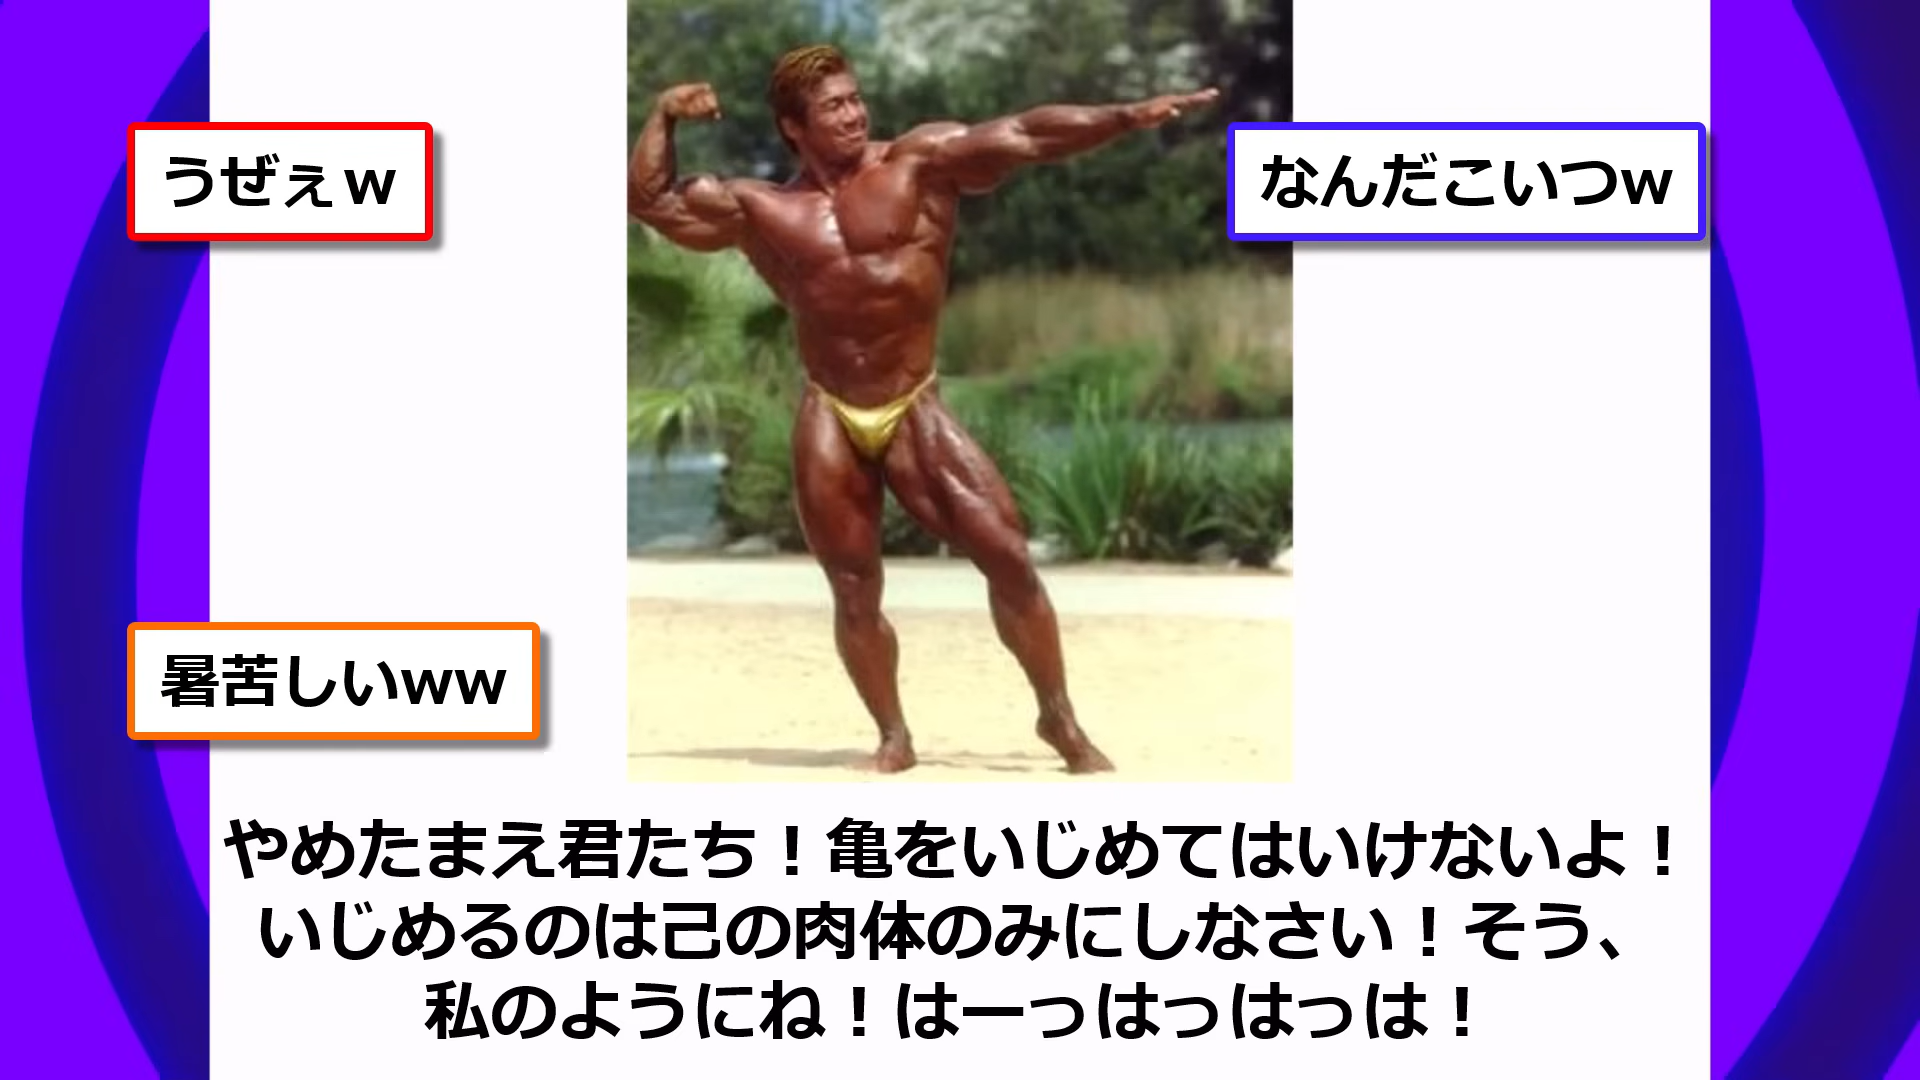 うぜぇw
なんだこいつw
暑苦しいww
やめたまえ君たち！亀をいじめてはいけないよ！
いじめるのは己の肉体のみにしなさい！そう、
私のようにね！はーっはっはっは！